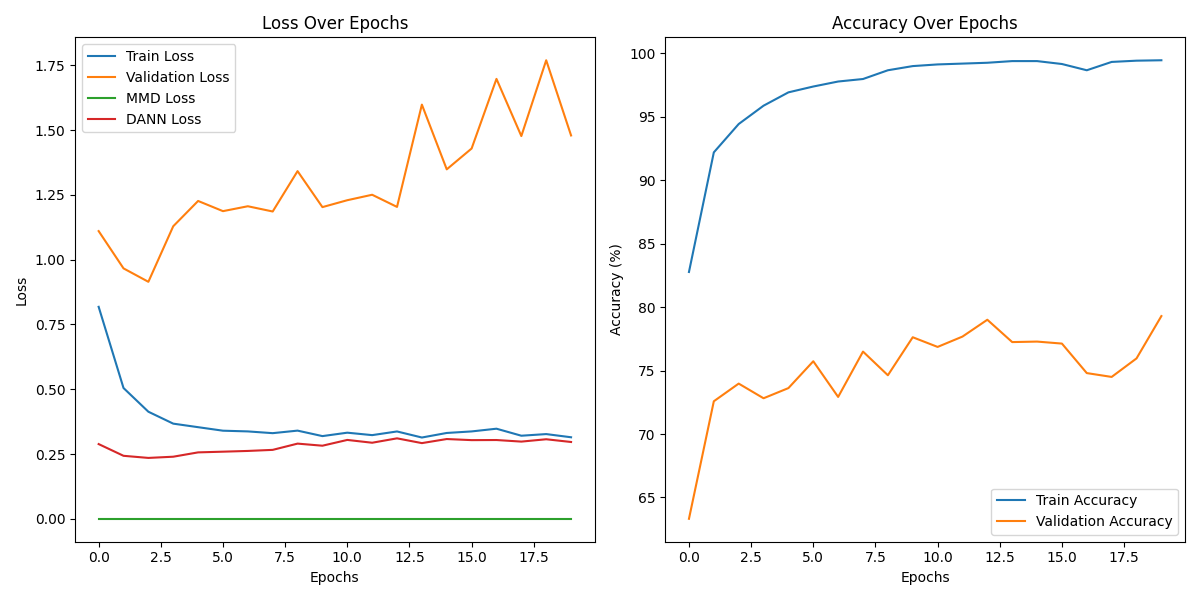 Loss Over Epochs
Train Loss
Validation Loss
MMD Loss
DANN Loss
1.75
1.50
1.25
1.00
0.75
0.50
0.25
0.00
Loss
0.0 2.5 5.0 7.5 10.0 12.5 15.0 17.5
Epochs
Accuracy Over Epochs
100
95
90
85
80
75
70
65
Accuracy (%)
Train Accuracy
Validation Accuracy
0.0 2.5 5.0 7.5 10.0 12.5 15.0 17.5
Epochs